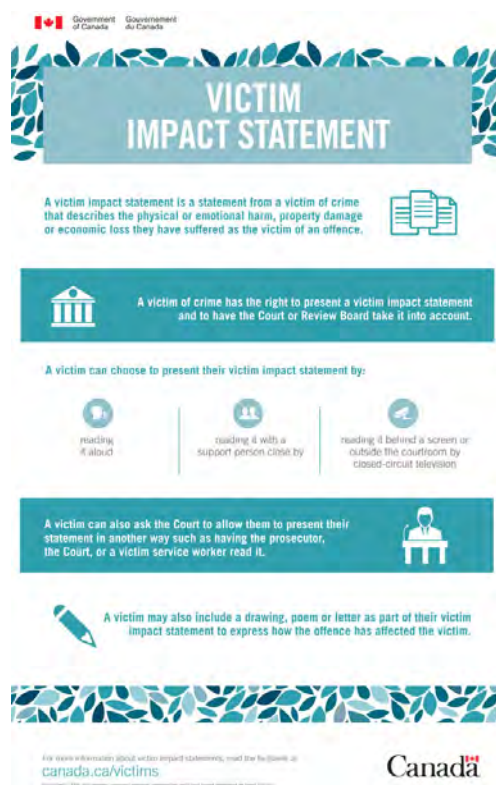 Government Gouvernement
of Canada du Canada
VICTIM
IMPACT STATEMENT
A victim impact statement is a statement from a victim of crime
that describes the physical or emotional harm, property damage
or economic loss they have suffered as the victim of an offence.
A victim of crime has the right to present a victim impact statement
and to have the Court or Review Board take it into account.
A victim can choose to present their victim impact statement by:
reading
it aloud
reading it with a
support person close by
reading it behind a screen or
outside the courtroom by
closed-circuit television
A victim can also ask the Court to allow them to present their
statement in another way such as having the prosecutor,
the Court, or a victim service worker read it.
A victim may also include a drawing, poem or letter as part of their victim
impact statement to express how the offence has affected the victim.
For more information about victim impact statements, read the factsheet at
canada.ca/victims
Canada